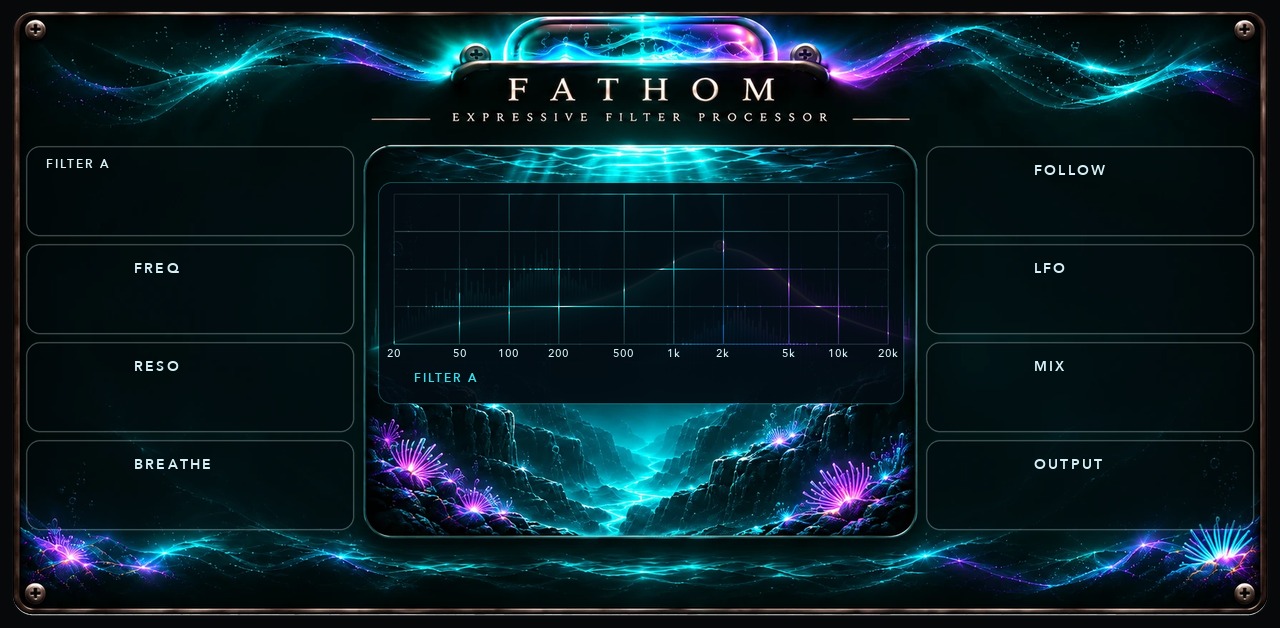 FATHOM
EXPRESSIVE FILTER PROCESSOR
FILTER A
FREQ
RESO
BREATHE
20 50 100 200 500 1k 2k 5k 10k 20k
FILTER A
FOLLOW
LFO
MIX
OUTPUT